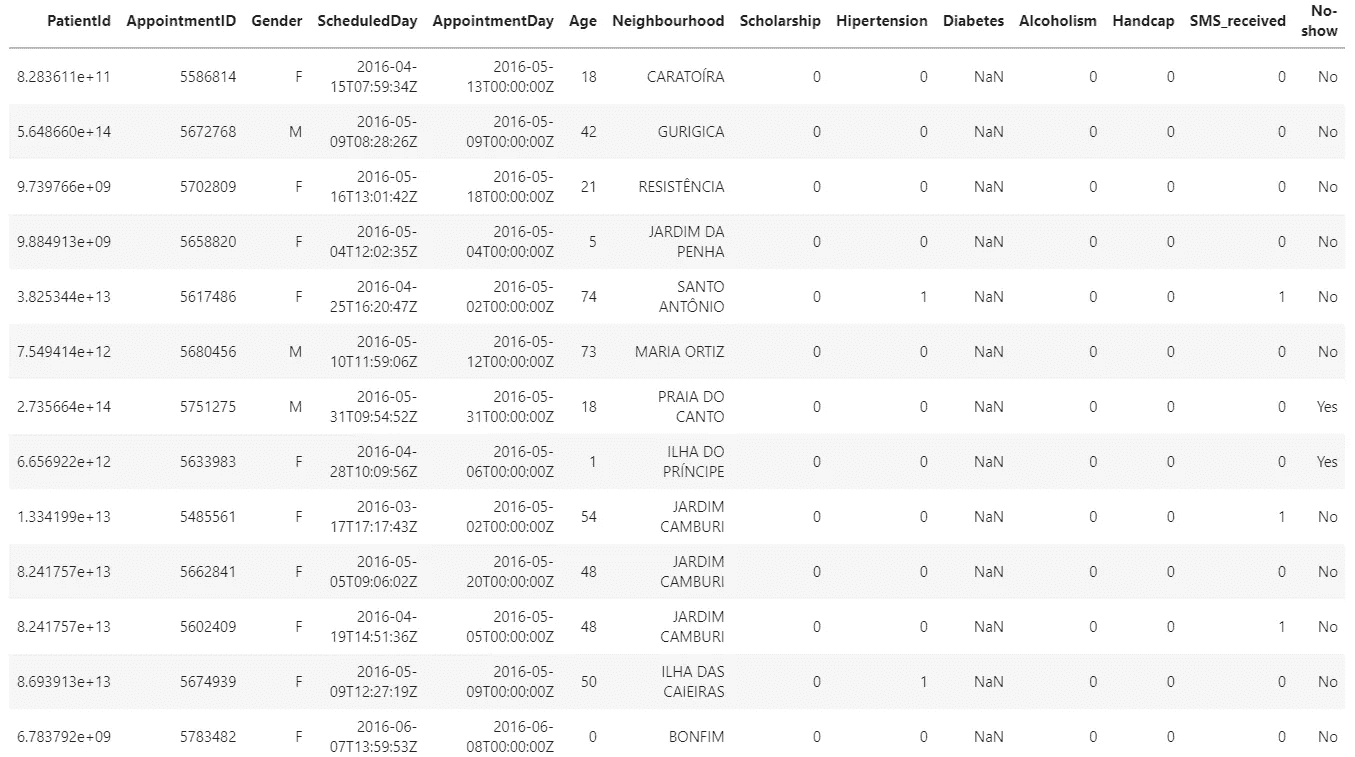 PatientId AppointmentID Gender ScheduledDay AppointmentDay Age Neighbourhood Scholarship Hipertension Diabetes Alcoholism Handcap SMS_received No-
show
8.283611e+11 5586814 F 2016-04- 2016-05- 18 CARATOÍRA 0 0 NaN 0 0 0 No
15T07:59:34Z 13T00:00:00Z
5.648660e+14 5672768 M 2016-05- 2016-05- 42 GURIGICA 0 0 NaN 0 0 0 No
09T08:28:26Z 09T00:00:00Z
9.739766e+09 5702809 F 2016-05- 2016-05- 21 RESISTÊNCIA 0 0 NaN 0 0 0 No
16T13:01:42Z 18T00:00:00Z
9.884913e+09 5658820 F 2016-05- 2016-05- 5 JARDIM DA 0 0 NaN 0 0 0 No
04T12:02:35Z 04T00:00:00Z PENHA
3.825344e+13 5617486 F 2016-04- 2016-05- 74 SANTO 0 1 NaN 0 0 1 No
25T16:20:47Z 02T00:00:00Z ANTÔNIO
7.549414e+12 5680456 M 2016-05- 2016-05- 73 MARIA ORTIZ 0 0 NaN 0 0 0 No
10T11:59:06Z 12T00:00:00Z
2.735664e+14 5751275 M 2016-05- 2016-05- 18 PRAIA DO 0 0 NaN 0 0 0 Yes
31T09:54:52Z 31T00:00:00Z CANTO
6.656922e+12 5633983 F 2016-04- 2016-05- 1 ILHA DO 0 0 NaN 0 0 0 Yes
28T10:09:56Z 06T00:00:00Z PRÍNCIPE
1.334199e+13 5485561 F 2016-03- 2016-05- 54 JARDIM 0 0 NaN 0 0 1 No
17T17:17:43Z 02T00:00:00Z CAMBURI
8.241757e+13 5662841 F 2016-05- 2016-05- 48 JARDIM 0 0 NaN 0 0 0 No
05T09:06:02Z 20T00:00:00Z CAMBURI
8.241757e+13 5602409 F 2016-04- 2016-05- 48 JARDIM 0 0 NaN 0 0 1 No
19T14:51:36Z 05T00:00:00Z CAMBURI
8.693913e+13 5674939 F 2016-05- 2016-05- 50 ILHA DAS 0 1 NaN 0 0 0 No
09T12:27:19Z 09T00:00:00Z CAIEIRAS
6.783792e+09 5783482 F 2016-06- 2016-06- 0 BONFIM 0 0 NaN 0 0 0 No
07T13:59:53Z 08T00:00:00Z